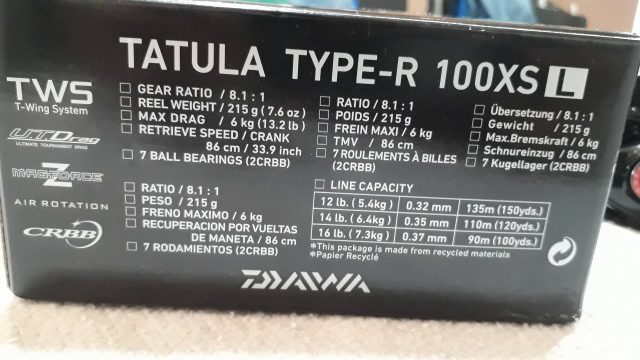 TATULA TYPE-R 100XS L
TWS
T-Wing System
UTDrag
ULTIMATE TOURNAMENT DRAG
MAGFORCE Z
AIR ROTATION
CRBB
GEAR RATIO / 8.1 : 1
REEL WEIGHT / 215 g ( 7.6 oz )
MAX DRAG / 6 kg (13.2 lb )
RETRIEVE SPEED / CRANK
86 cm / 33.9 inch
7 BALL BEARINGS (2CRBB)
RATIO / 8.1 : 1
POIDS / 215 g
FREIN MAXI / 6 kg
TMV / 86 cm
7 ROULEMENTS À BILLES
(2CRBB)
Übersetzung / 8.1 : 1
Gewicht / 215 g
Max.Bremskraft / 6 kg
Schnureinzug / 86 cm
7 Kugellager (2CRBB)
RATIO / 8.1 : 1
PESO / 215 g
FRENO MAXIMO / 6 kg
RECUPERACION POR VUELTAS
DE MANETA / 86 cm
7 RODAMIENTOS (2CRBB)
LINE CAPACITY
12 lb. ( 5.4kg ) 0.32 mm 135m (150yds.)
14 lb. ( 6.4kg ) 0.35 mm 110m (120yds.)
16 lb. ( 7.3kg ) 0.37 mm 90m (100yds.)
*This package is made from recycled materials
*Papier Recyclé
DAIWA